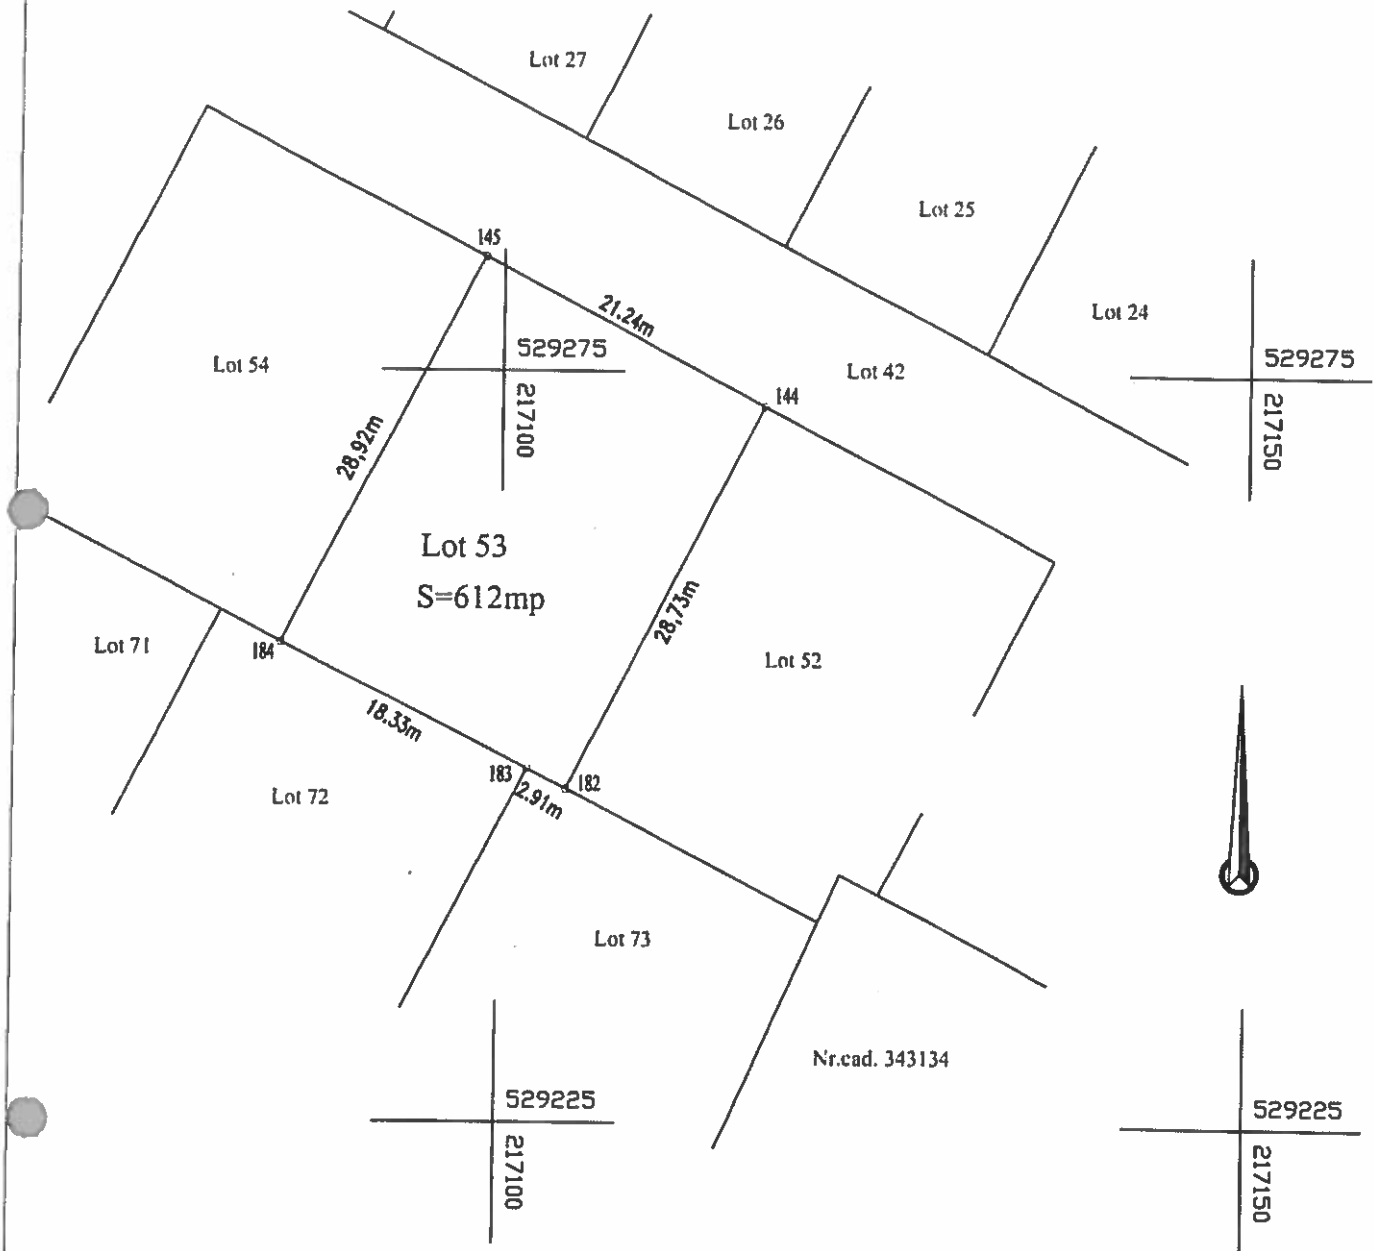 Lot 27
Lot 26
Lot 25
145
21.24m
Lot 24
529275
217100
529275
217150
Lot 54
Lot 42
144
28,92m
Lot 53
S=612mp
28,73m
Lot 71
184
Lot 52
18.33m
183
182
2.91m
Lot 72
Lot 73
Nr.cad. 343134
529225
217100
529225
217150